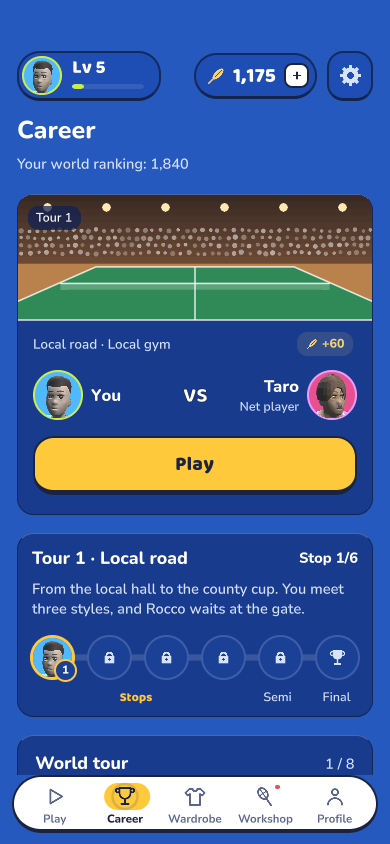 Lv 5
1,175
+
Career
Your world ranking: 1,840
Tour 1
Local road · Local gym
+60
You
VS
Taro
Net player
Play
Tour 1 · Local road
Stop 1/6
From the local hall to the county cup. You meet
three styles, and Rocco waits at the gate.
1
Stops
Semi
Final
World tour
1 / 8
Play
Career
Wardrobe
Workshop
Profile